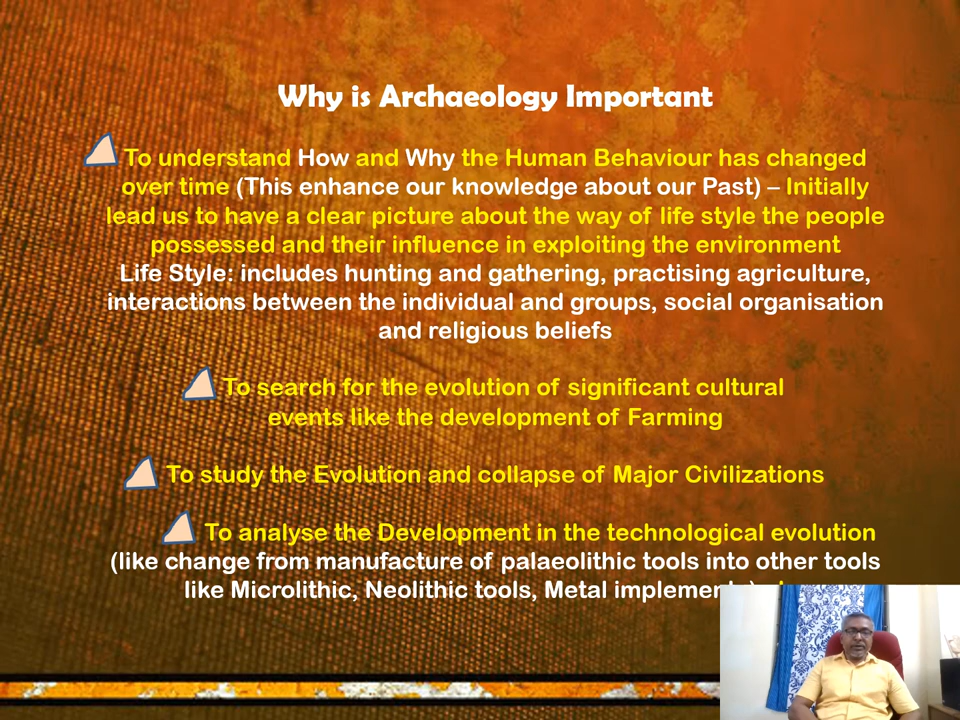 Why is Archaeology Important
To understand How and Why the Human Behaviour has changed
over time (This enhance our knowledge about our Past) – Initially
lead us to have a clear picture about the way of life style the people
possessed and their influence in exploiting the environment
Life Style: includes hunting and gathering, practising agriculture,
interactions between the individual and groups, social organisation
and religious beliefs
To search for the evolution of significant cultural
events like the development of Farming
To study the Evolution and collapse of Major Civilizations
To analyse the Development in the technological evolution
(like change from manufacture of palaeolithic tools into other tools
like Microlithic, Neolithic tools, Metal